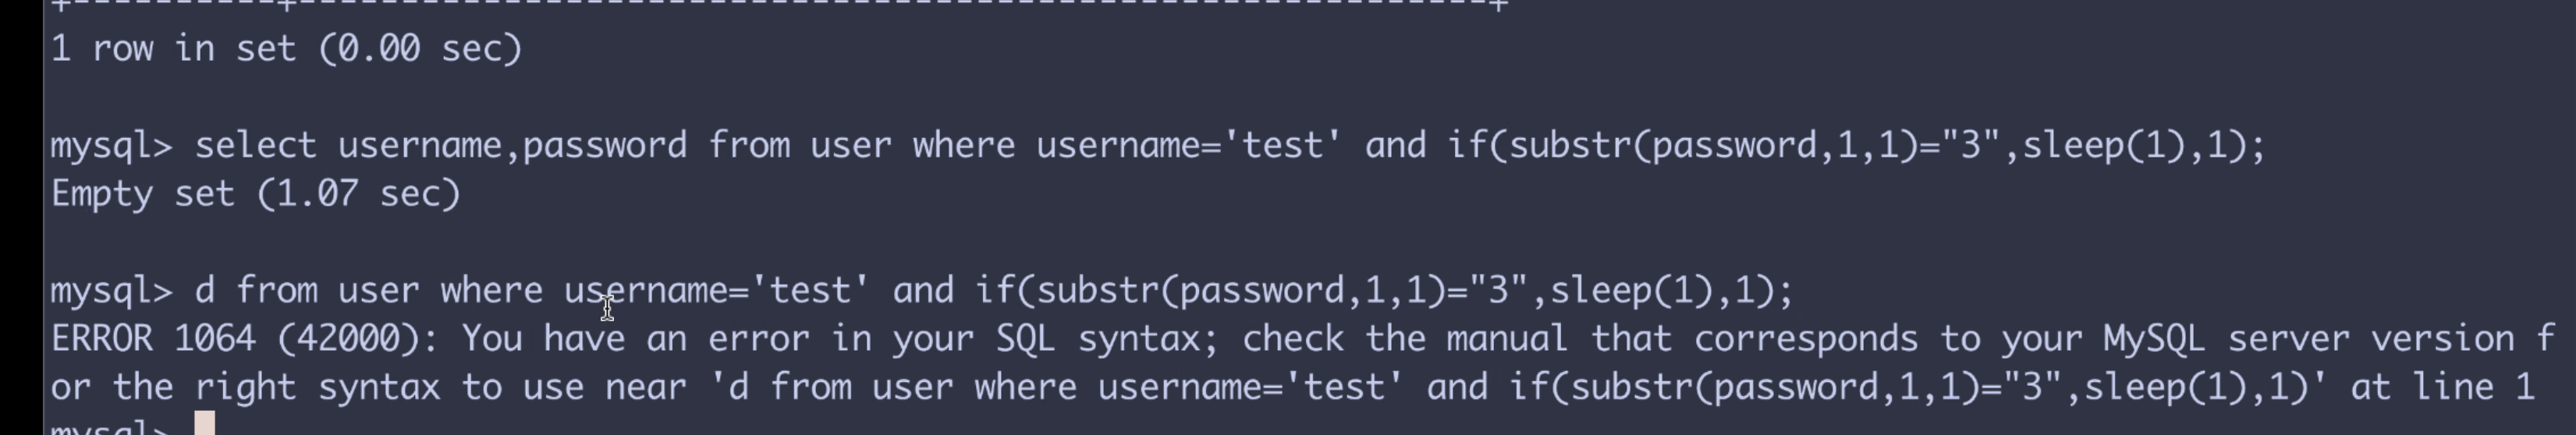 1 row in set (0.00 sec)
mysql> select username,password from user where username='test' and if(substr(password,1,1)="3",sleep(1),1);
Empty set (1.07 sec)
mysql> d from user where username='test' and if(substr(password,1,1)="3",sleep(1),1);
ERROR 1064 (42000): You have an error in your SQL syntax; check the manual that corresponds to your MySQL server version f
or the right syntax to use near 'd from user where username='test' and if(substr(password,1,1)="3",sleep(1),1)' at line 1
mysql>